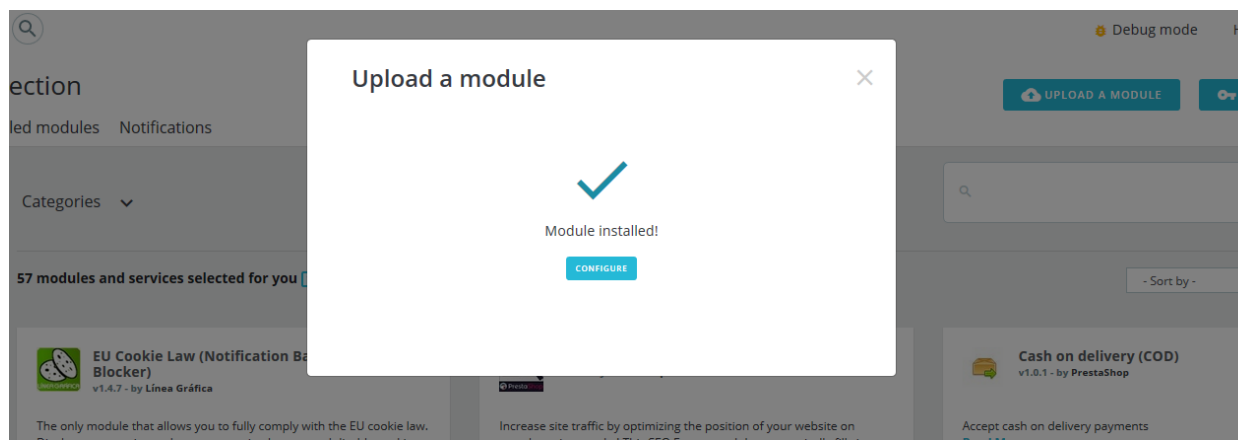 Debug mode
ection
UPLOAD A MODULE
led modules Notifications
Upload a module
Module installed!
CONFIGURE
Categories
57 modules and services selected for you
- Sort by -
EU Cookie Law (Notification Ba
Blocker)
v1.4.7 - by Línea Gráfica
The only module that allows you to fully comply with the EU cookie law.
Presto
Increase site traffic by optimizing the position of your website on
Cash on delivery (COD)
v1.0.1 - by PrestaShop
Accept cash on delivery payments